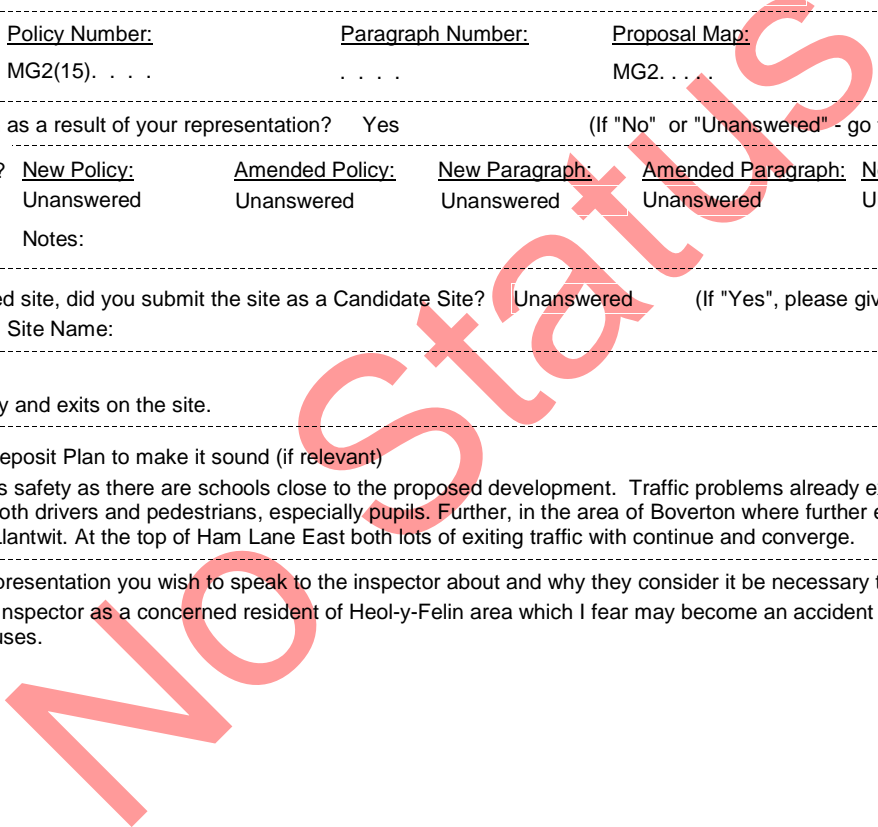 Policy Number: Paragraph Number: Proposal Map:
MG2(15). . . . . . . . MG2. . . . .
as a result of your representation? Yes (If "No" or "Unanswered" - go
? New Policy: Amended Policy: New Paragraph: Amended Paragraph:
Unanswered Unanswered Unanswered Unanswered
Notes:
ed site, did you submit the site as a Candidate Site? Unanswered (If "Yes", please giv
Site Name:
y and exits on the site.
eposit Plan to make it sound (if relevant)
s safety as there are schools close to the proposed development. Traffic problems already e
oth drivers and pedestrians, especially pupils. Further, in the area of Boverton where further e
lantwit. At the top of Ham Lane East both lots of exiting traffic with continue and converge.
presentation you wish to speak to the inspector about and why they consider it be necessary t
Inspector as a concerned resident of Heol-y-Felin area which I fear may become an accident
uses.
No Status